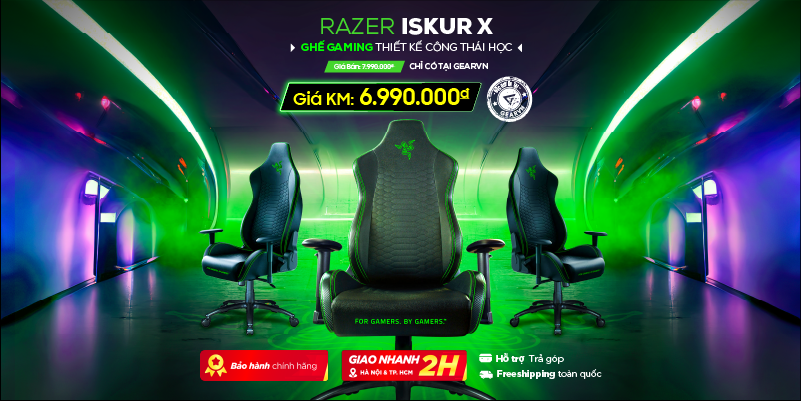 RAZER ISKUR X
GHẾ GAMING THIẾT KẾ CÔNG THÁI HỌC
Giá Bán: 7.990.000đ CHỈ CÓ TẠI GEARVN
Giá KM: 6.990.000đ
GEARVN
FOR GAMERS. BY GAMERS.™
Bảo hành chính hãng
GIAO NHANH 2H
HÀ NỘI & TP. HCM
Hỗ trợ Trả góp
Freeshipping toàn quốc